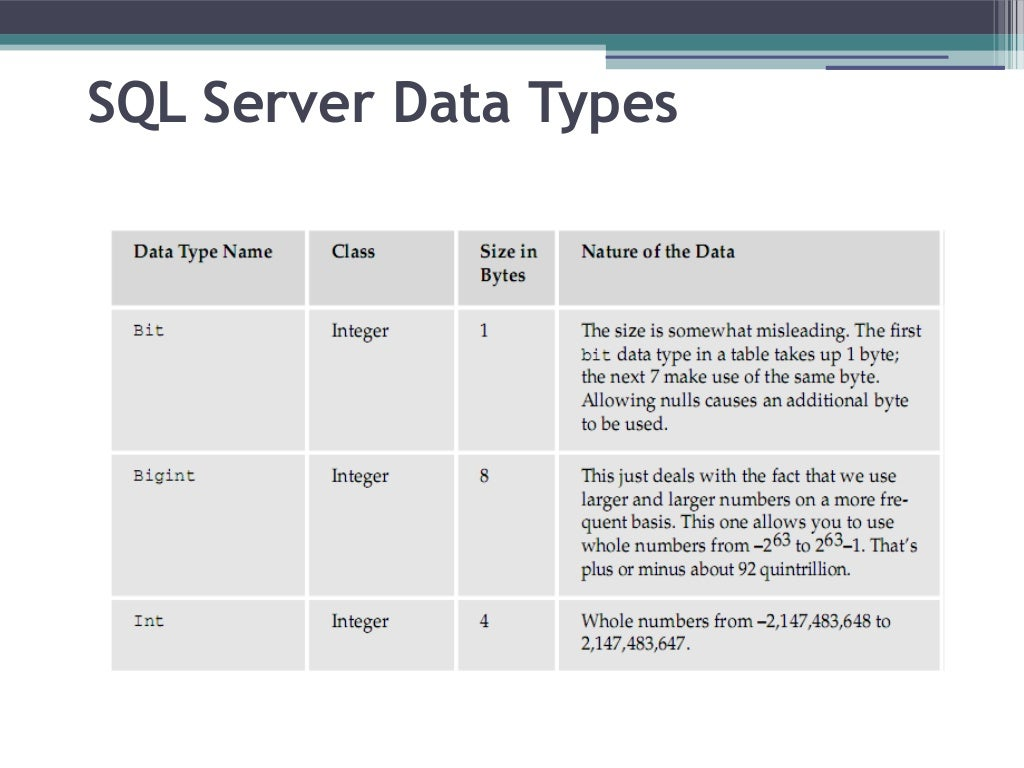 SQL Server Data Types
Data Type Name Class Size in Nature of the Data
Bytes
Bit Integer 1 The size is somewhat misleading. The first
bit data type in a table takes up 1 byte;
the next 7 make use of the same byte.
Allowing nulls causes an additional byte
to be used.
Bigint Integer 8 This just deals with the fact that we use
larger and larger numbers on a more fre-
quent basis. This one allows you to use
whole numbers from –2⁶³ to 2⁶³–1. That's
plus or minus about 92 quintrillion.
Int Integer 4 Whole numbers from –2,147,483,648 to
2,147,483,647.